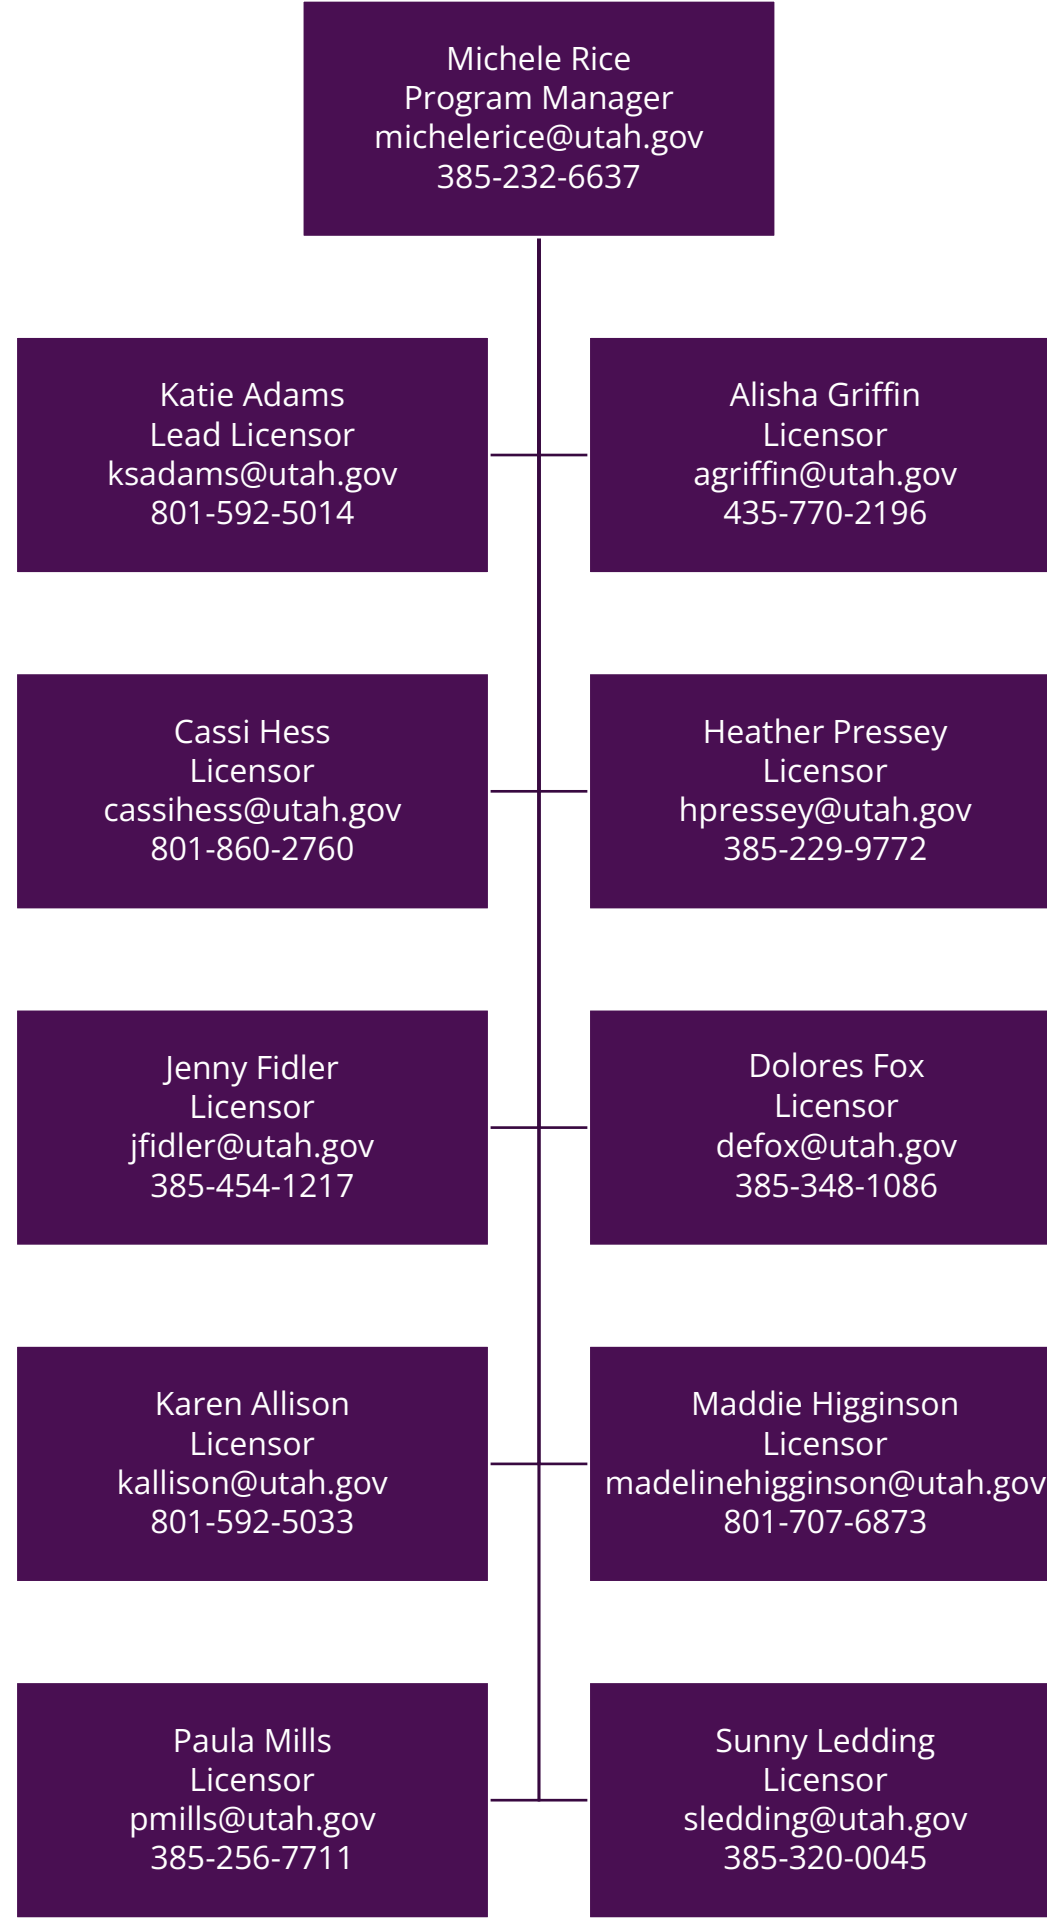 Michele Rice
Program Manager
michelerice@utah.gov
385-232-6637
Katie Adams
Lead Licensor
ksadams@utah.gov
801-592-5014
Alisha Griffin
Licensor
agriffin@utah.gov
435-770-2196
Cassi Hess
Licensor
cassihess@utah.gov
801-860-2760
Heather Pressey
Licensor
hpressey@utah.gov
385-229-9772
Jenny Fidler
Licensor
jfidler@utah.gov
385-454-1217
Dolores Fox
Licensor
defox@utah.gov
385-348-1086
Karen Allison
Licensor
kallison@utah.gov
801-592-5033
Maddie Higginson
Licensor
madelinehigginson@utah.gov
801-707-6873
Paula Mills
Licensor
pmills@utah.gov
385-256-7711
Sunny Ledding
Licensor
sledding@utah.gov
385-320-0045